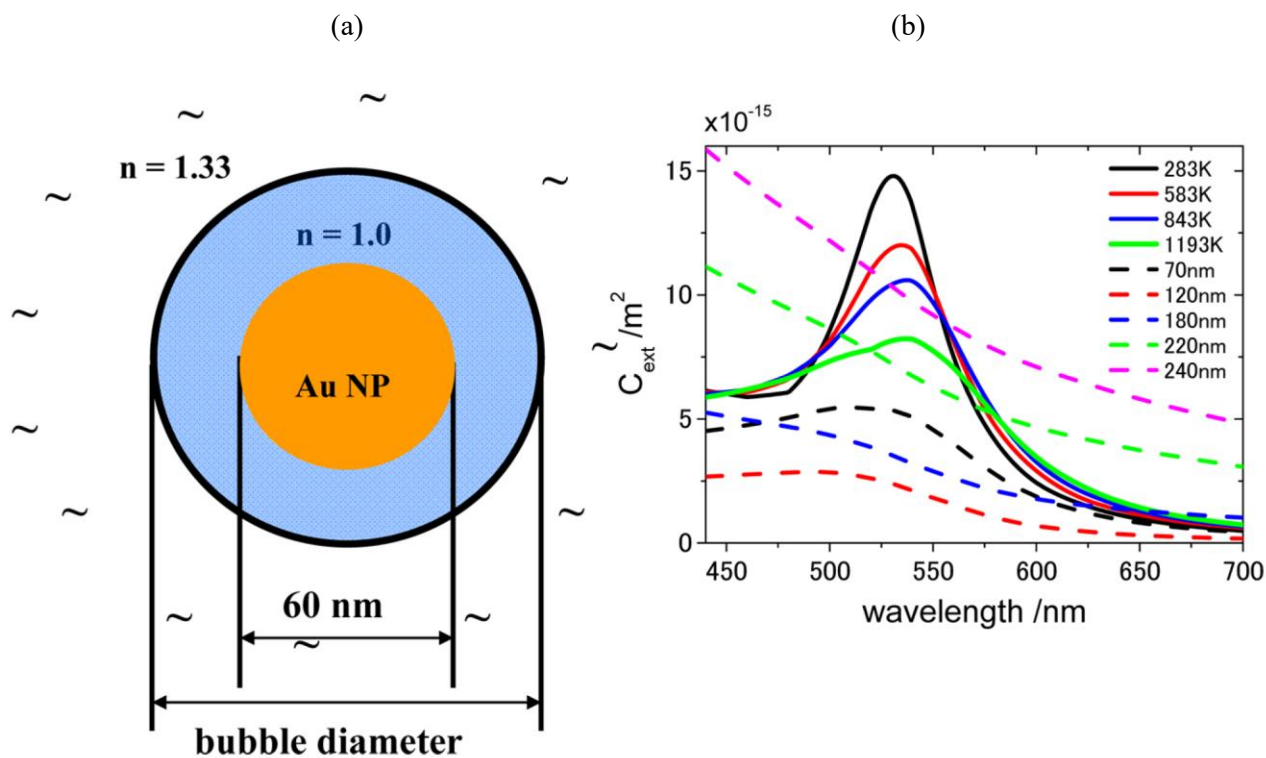 (a)
n = 1.33
n = 1.0
Au NP
60 nm
bubble diameter
(b)
x10⁻¹⁵
C̃ext/m²
15
10
5
0
283K
583K
843K
1193K
70nm
120nm
180nm
220nm
240nm
450 500 550 600 650 700
wavelength /nm